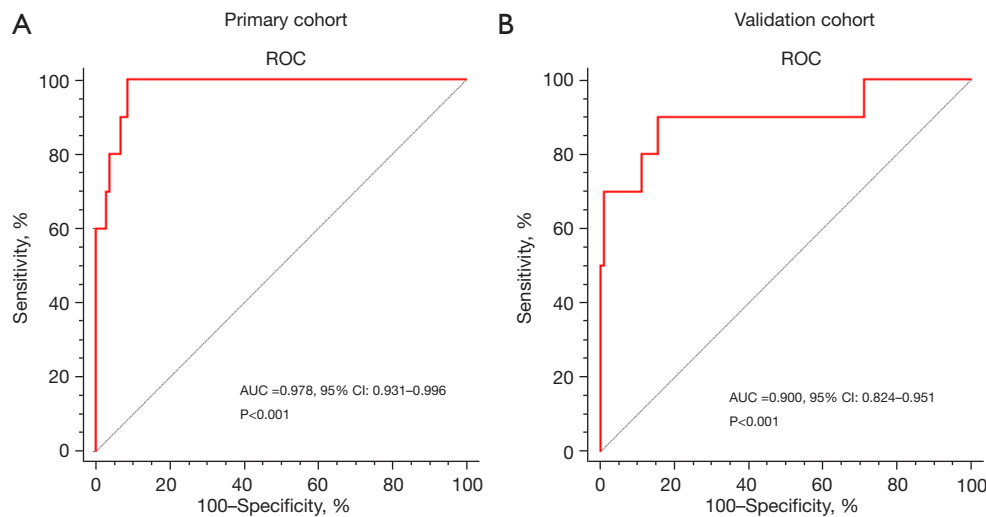 A
Primary cohort
ROC
100
80
60
40
20
0
Sensitivity, %
AUC =0.978, 95% CI: 0.931–0.996
P<0.001
0 20 40 60 80 100
100–Specificity, %
B
Validation cohort
ROC
100
80
60
40
20
0
Sensitivity, %
AUC =0.900, 95% CI: 0.824–0.951
P<0.001
0 20 40 60 80 100
100–Specificity, %